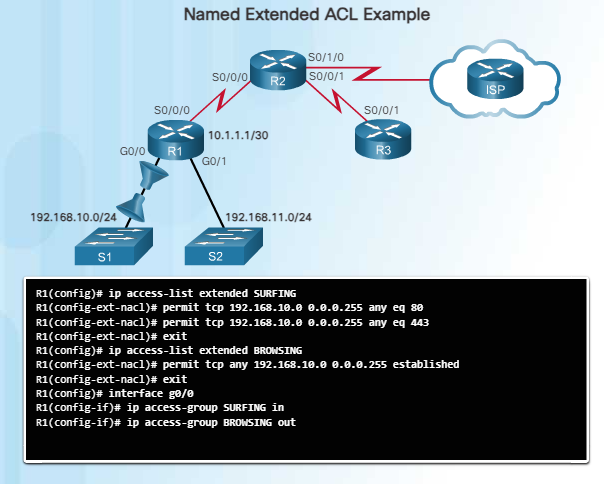 Named Extended ACL Example
S0/1/0
S0/0/0
R2
S0/0/1
ISP
S0/0/0
S0/0/1
10.1.1.1/30
G0/0
R1
R3
G0/1
192.168.10.0/24
192.168.11.0/24
S1
S2
R1(config)# ip access-list extended SURFING
R1(config-ext-nacl)# permit tcp 192.168.10.0 0.0.0.255 any eq 80
R1(config-ext-nacl)# permit tcp 192.168.10.0 0.0.0.255 any eq 443
R1(config-ext-nacl)# exit
R1(config)# ip access-list extended BROWSING
R1(config-ext-nacl)# permit tcp any 192.168.10.0 0.0.0.255 established
R1(config-ext-nacl)# exit
R1(config)# interface g0/0
R1(config-if)# ip access-group SURFING in
R1(config-if)# ip access-group BROWSING out